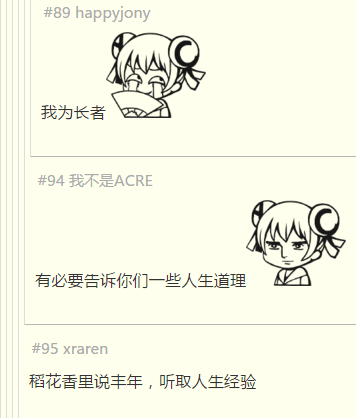 #89 happyjony
我为长者
#94 我不是ACRE
有必要告诉你们一些人生道理
#95 xraren
稻花香里说丰年，听取人生经验